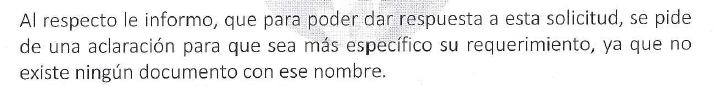 Al respecto le informo, que para poder dar respuesta a esta solicitud, se pide
de una aclaración para que sea más específico su requerimiento, ya que no
existe ningún documento con ese nombre.